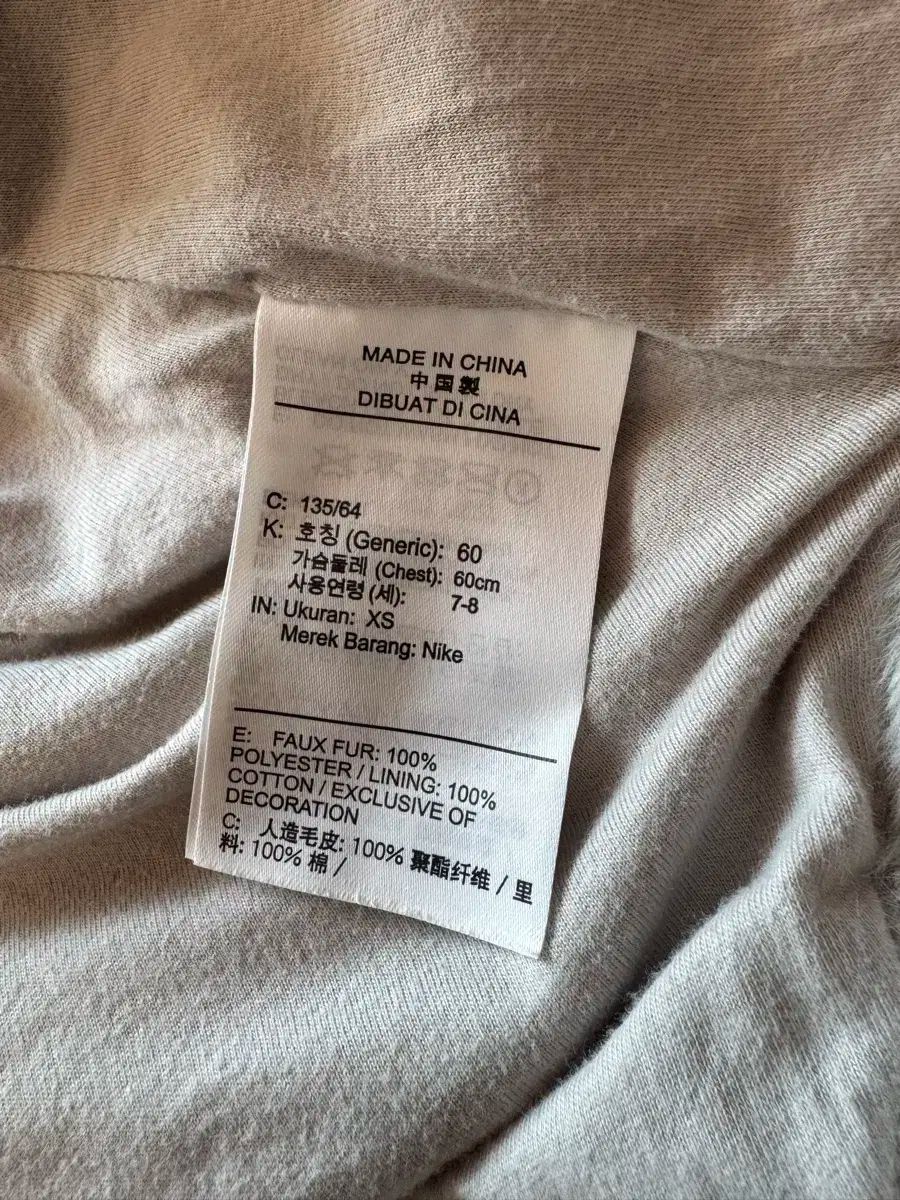 MADE IN CHINA
中国製
DIBUAT DI CINA
C: 135/64
K: 호칭 (Generic): 60
가슴둘레 (Chest): 60cm
사용연령 (세): 7-8
IN: Ukuran: XS
Merek Barang: Nike
E: FAUX FUR: 100%
POLYESTER / LINING: 100%
COTTON / EXCLUSIVE OF
DECORATION
C: 人造毛皮: 100% 聚酯纤维 / 里
料: 100% 棉 /